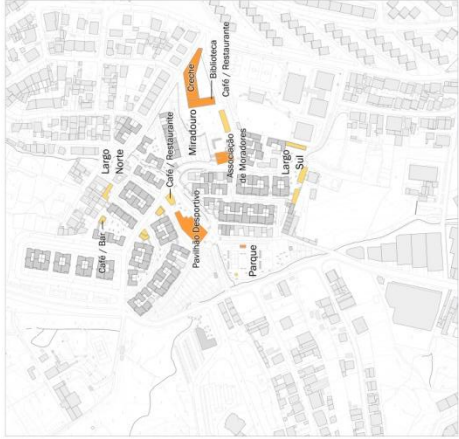 Café / Bar
Largo
Norte
Café / Restaurante
Pavilhão Desportivo
Miradouro
Creche
Biblioteca
Café / Restaurante
Associação
de Moradores
Largo
Sul
Parque